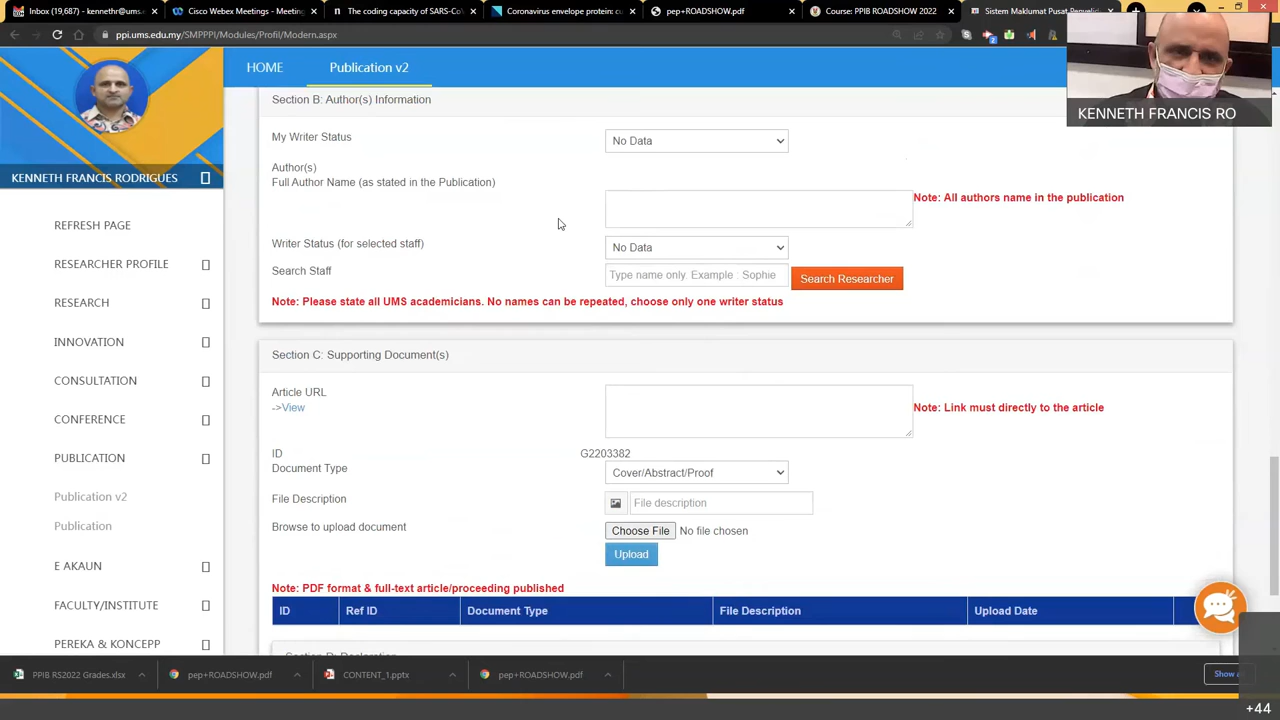 Inbox (19,687) - kennethr@ums.
Cisco Webex Meetings - Meeting
The coding capacity of SARS-CoV
Coronavirus envelope protein: cu
pep+ROADSHOW.pdf
Course: PPIB ROADSHOW 2022
Sistem Maklumat Pusat Penyelid
ppi.ums.edu.my/SMPPPI/Modules/Profil/Modern.aspx
HOME
Publication v2
KENNETH FRANCIS RO
KENNETH FRANCIS RODRIGUES
REFRESH PAGE
RESEARCHER PROFILE
RESEARCH
INNOVATION
CONSULTATION
CONFERENCE
PUBLICATION
Publication v2
Publication
E AKAUN
FACULTY/INSTITUTE
PEREKA & KONCEPP
Section B: Author(s) Information
My Writer Status
No Data
Author(s)
Full Author Name (as stated in the Publication)
Note: All authors name in the publication
Writer Status (for selected staff)
No Data
Search Staff
Type name only. Example : Sophie
Search Researcher
Note: Please state all UMS academicians. No names can be repeated, choose only one writer status
Section C: Supporting Document(s)
Article URL
->View
Note: Link must directly to the article
ID
G2203382
Document Type
Cover/Abstract/Proof
File Description
File description
Browse to upload document
Choose File
No file chosen
Upload
Note: PDF format & full-text article/proceeding published
ID
Ref ID
Document Type
File Description
Upload Date
Section D: Declaration
PPIB RS2022 Grades.xlsx
pep+ROADSHOW.pdf
CONTENT_1.pptx
pep+ROADSHOW.pdf
Show a
+44